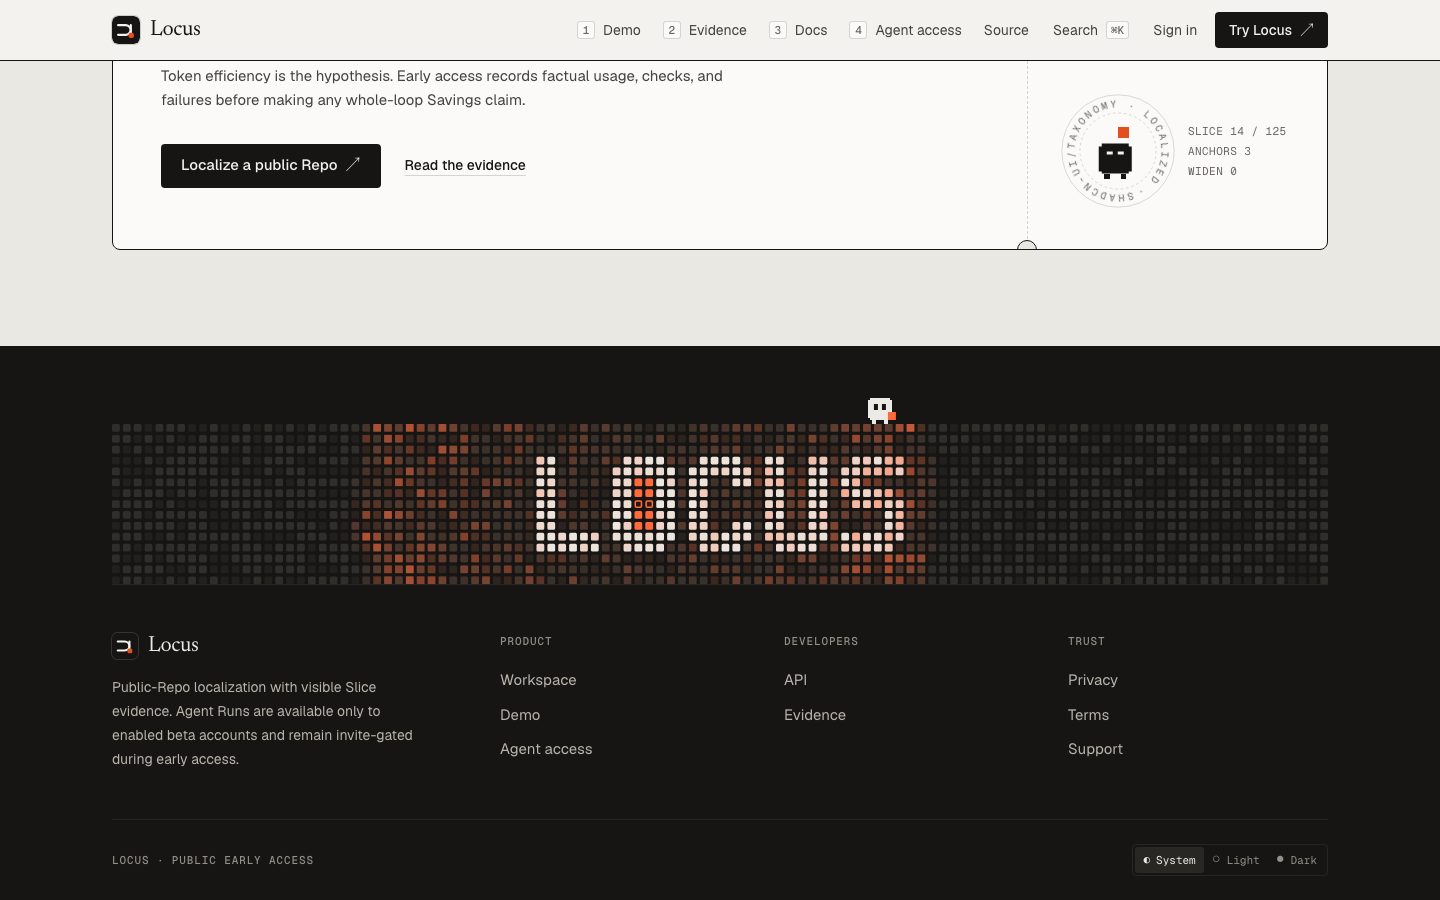 Locus
1 Demo
2 Evidence
3 Docs
4 Agent access
Source
Search ⌘K
Sign in
Try Locus ↗
Token efficiency is the hypothesis. Early access records factual usage, checks, and
failures before making any whole-loop Savings claim.
Localize a public Repo ↗
Read the evidence
SHADCN-UI/TAXONOMY · LOCALIZED ·
SLICE 14 / 125
ANCHORS 3
WIDEN 0
LOCUS
Locus
Public-Repo localization with visible Slice
evidence. Agent Runs are available only to
enabled beta accounts and remain invite-gated
during early access.
PRODUCT
Workspace
Demo
Agent access
DEVELOPERS
API
Evidence
TRUST
Privacy
Terms
Support
LOCUS · PUBLIC EARLY ACCESS
◐ System
○ Light
● Dark